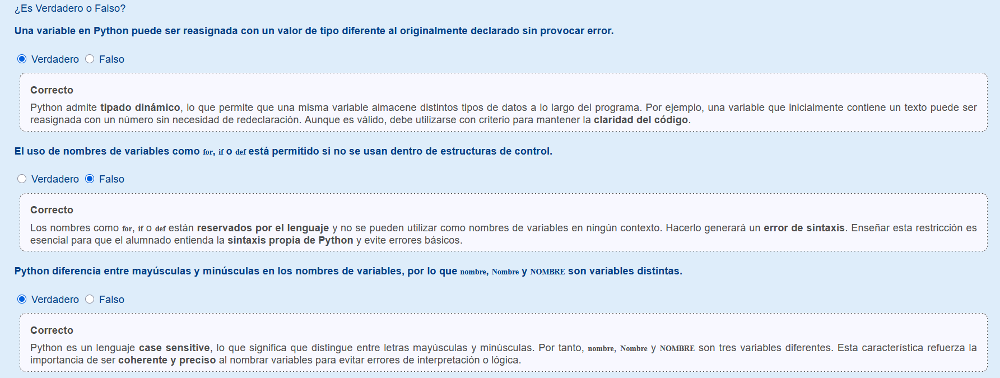 ¿Es Verdadero o Falso?
Una variable en Python puede ser reasignada con un valor de tipo diferente al originalmente declarado sin provocar error.
Verdadero Falso
Correcto
Python admite tipado dinámico, lo que permite que una misma variable almacene distintos tipos de datos a lo largo del programa. Por ejemplo, una variable que inicialmente contiene un texto puede ser
reasignada con un número sin necesidad de redeclaración. Aunque es válido, debe utilizarse con criterio para mantener la claridad del código.
El uso de nombres de variables como for, if o def está permitido si no se usan dentro de estructuras de control.
Verdadero Falso
Correcto
Los nombres como for, if o def están reservados por el lenguaje y no se pueden utilizar como nombres de variables en ningún contexto. Hacerlo generará un error de sintaxis. Enseñar esta restricción es
esencial para que el alumnado entienda la sintaxis propia de Python y evite errores básicos.
Python diferencia entre mayúsculas y minúsculas en los nombres de variables, por lo que nombre, Nombre y NOMBRE son variables distintas.
Verdadero Falso
Correcto
Python es un lenguaje case sensitive, lo que significa que distingue entre letras mayúsculas y minúsculas. Por tanto, nombre, Nombre y NOMBRE son tres variables diferentes. Esta característica refuerza la
importancia de ser coherente y preciso al nombrar variables para evitar errores de interpretación o lógica.